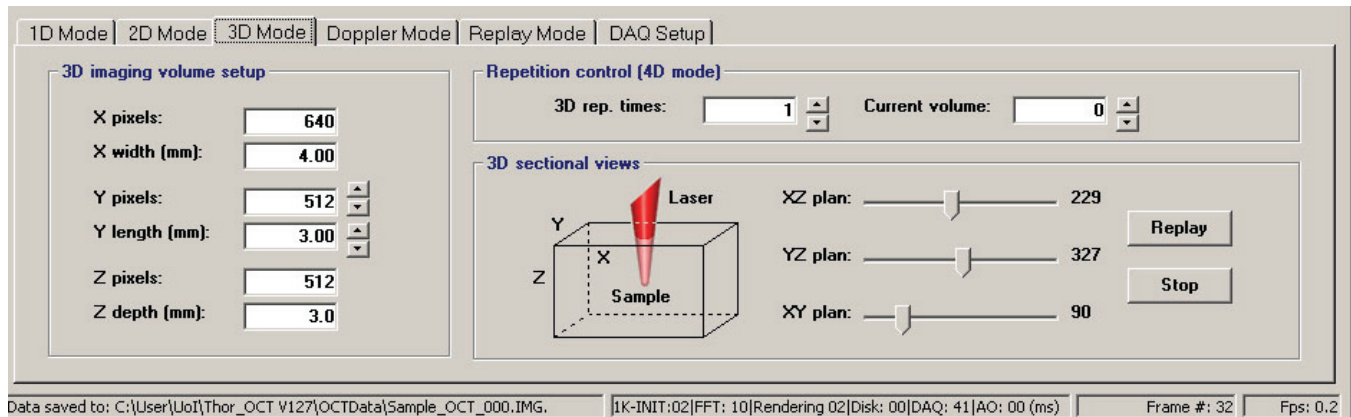 1D Mode 2D Mode 3D Mode Doppler Mode Replay Mode DAQ Setup
3D imaging volume setup
X pixels: 640
X width (mm): 4.00
Y pixels: 512
Y length (mm): 3.00
Z pixels: 512
Z depth (mm): 3.0
Repetition control (4D mode)
3D rep. times: 1 Current volume: 0
3D sectional views
Laser
Y
X
Z
Sample
XZ plan: 229
YZ plan: 327
XY plan: 90
Replay
Stop
Data saved to: C:\User\UoI\Thor_OCT V127\OCTData\Sample_OCT_000.IMG. 1K-INIT:02|FFT: 10|Rendering 02|Disk: 00|DAQ: 41|AO: 00 (ms) Frame #: 32 Fps: 0.2